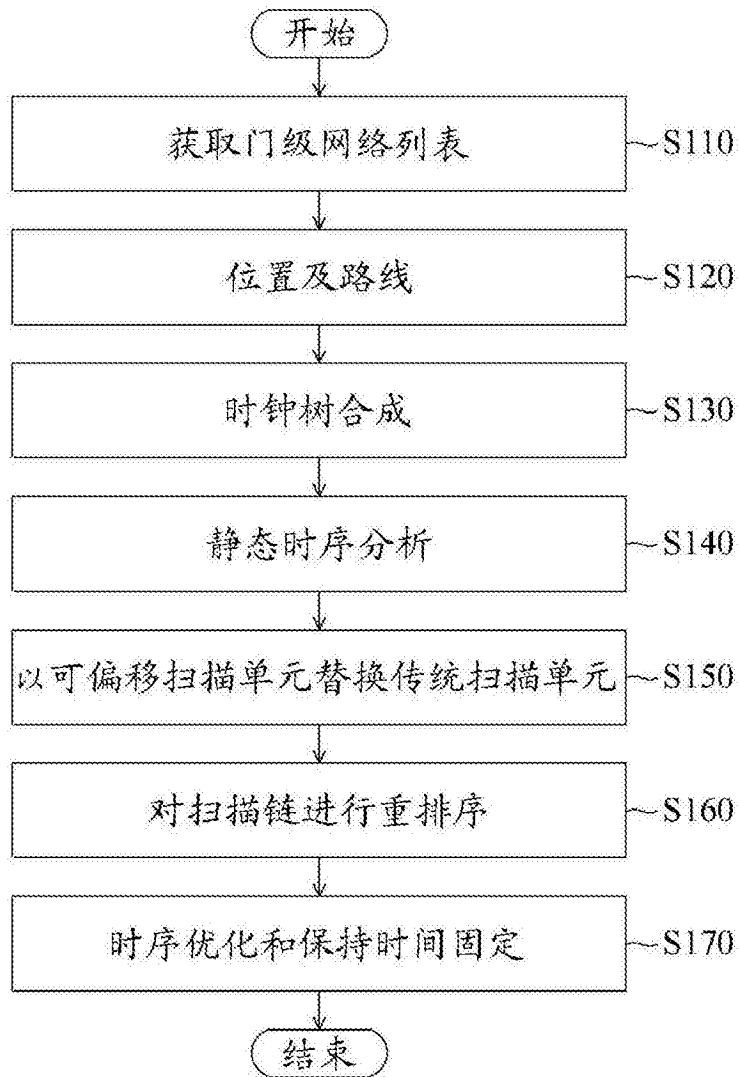 开始
获取门级网络列表
S110
位置及路线
S120
时钟树合成
S130
静态时序分析
S140
以可偏移扫描单元替换传统扫描单元
S150
对扫描链进行重排序
S160
时序优化和保持时间固定
S170
结束